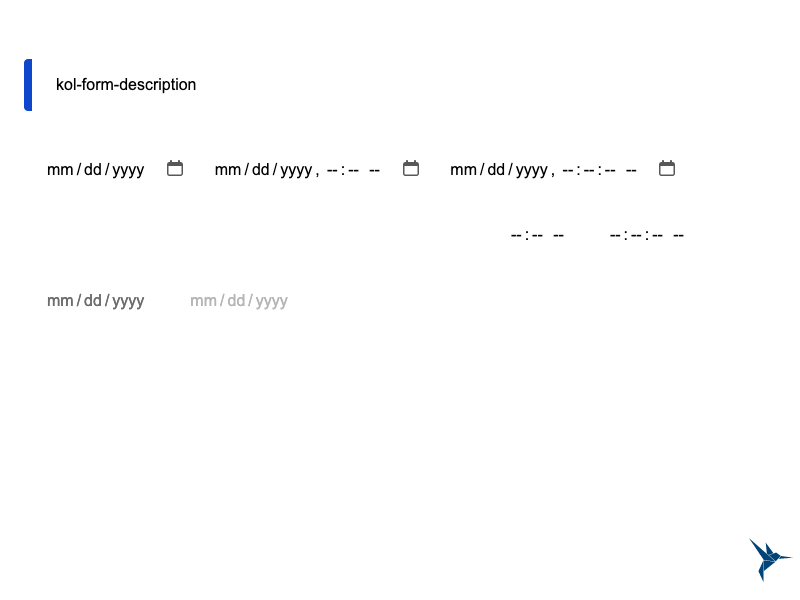 kol-form-description
mm/dd/yyyy mm/dd/yyyy, --:-- -- mm/dd/yyyy, --:--:-- --
--:-- -- --:--:-- --
mm/dd/yyyy mm/dd/yyyy